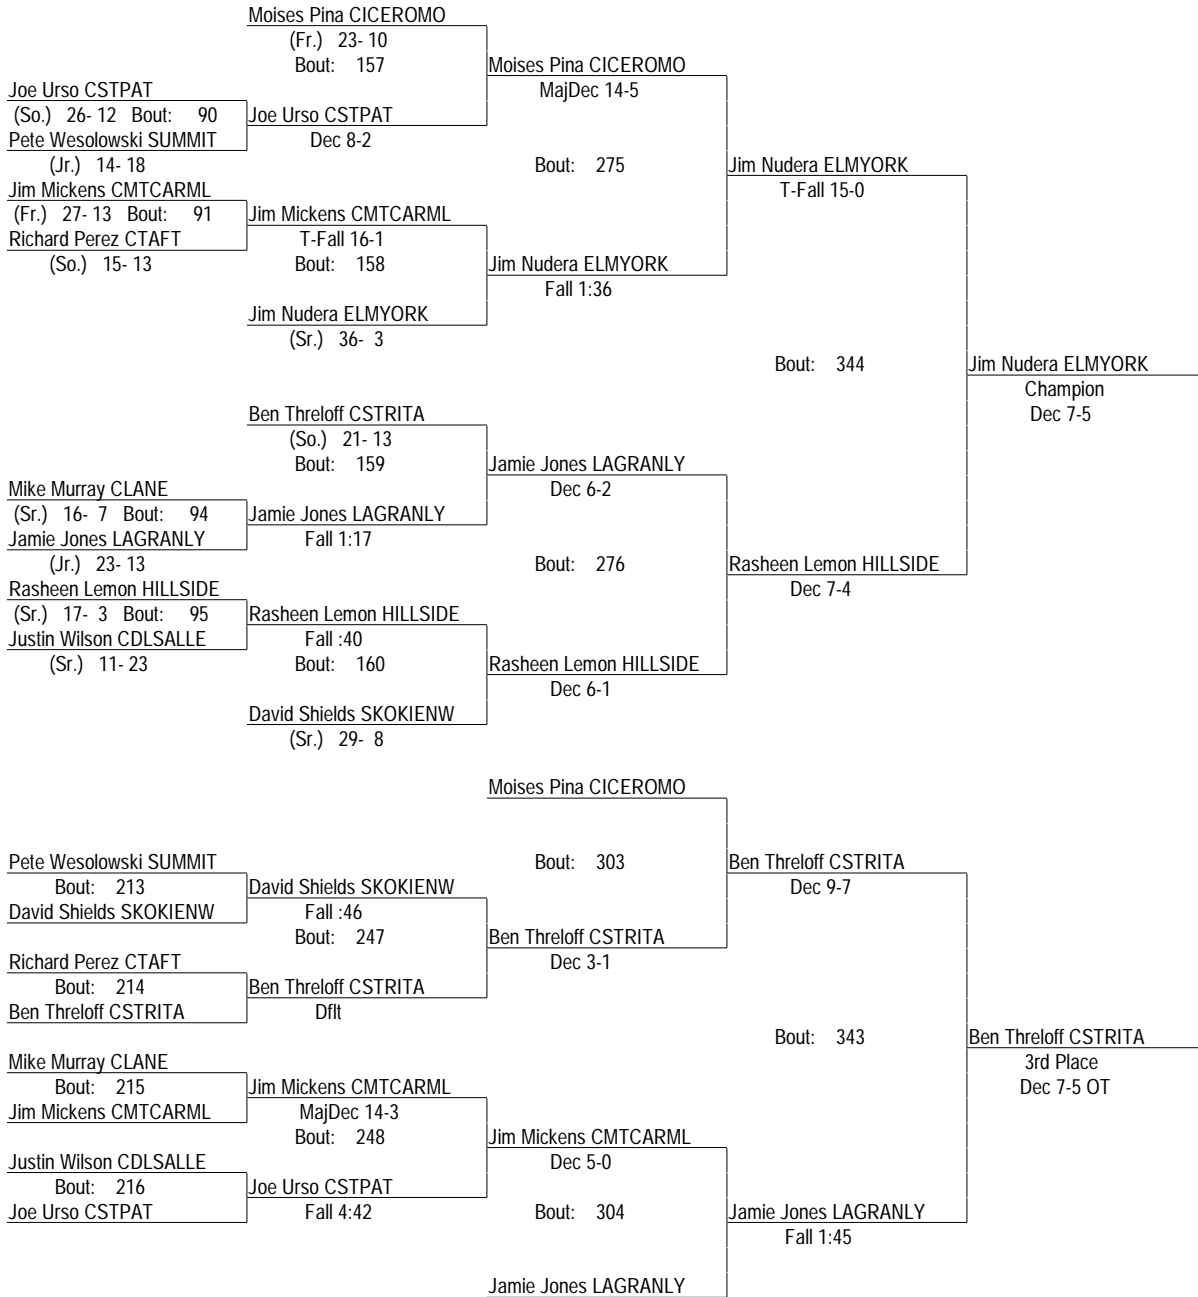 Moises Pina CICEROMO
(Fr.) 23- 10
Bout: 157
Moises Pina CICEROMO
MajDec 14-5
Joe Urso CSTPAT
(So.) 26- 12 Bout: 90
Joe Urso CSTPAT
Dec 8-2
Pete Wesolowski SUMMIT
(Jr.) 14- 18
Bout: 275
Jim Nudera ELMYORK
T-Fall 15-0
Jim Mickens CMTCARML
(Fr.) 27- 13 Bout: 91
Jim Mickens CMTCARML
T-Fall 16-1
Bout: 158
Richard Perez CTAFT
(So.) 15- 13
Jim Nudera ELMYORK
Fall 1:36
Jim Nudera ELMYORK
(Sr.) 36- 3
Bout: 344
Jim Nudera ELMYORK
Champion
Dec 7-5
Ben Threloff CSTRITA
(So.) 21- 13
Bout: 159
Jamie Jones LAGRANLY
Dec 6-2
Mike Murray CLANE
(Sr.) 16- 7 Bout: 94
Jamie Jones LAGRANLY
Fall 1:17
Jamie Jones LAGRANLY
(Jr.) 23- 13
Bout: 276
Rasheen Lemon HILLSIDE
Dec 7-4
Rasheen Lemon HILLSIDE
(Sr.) 17- 3 Bout: 95
Rasheen Lemon HILLSIDE
Fall :40
Bout: 160
Justin Wilson CDLSALLE
(Sr.) 11- 23
Rasheen Lemon HILLSIDE
Dec 6-1
David Shields SKOKIENW
(Sr.) 29- 8
Moises Pina CICEROMO
Bout: 303
Ben Threloff CSTRITA
Dec 9-7
Pete Wesolowski SUMMIT
Bout: 213
David Shields SKOKIENW
Fall :46
Bout: 247
David Shields SKOKIENW
Ben Threloff CSTRITA
Dec 3-1
Richard Perez CTAFT
Bout: 214
Ben Threloff CSTRITA
Dflt
Ben Threloff CSTRITA
Bout: 343
Ben Threloff CSTRITA
3rd Place
Dec 7-5 OT
Mike Murray CLANE
Bout: 215
Jim Mickens CMTCARML
MajDec 14-3
Bout: 248
Jim Mickens CMTCARML
Jim Mickens CMTCARML
Dec 5-0
Justin Wilson CDLSALLE
Bout: 216
Joe Urso CSTPAT
Fall 4:42
Joe Urso CSTPAT
Bout: 304
Jamie Jones LAGRANLY
Fall 1:45
Jamie Jones LAGRANLY